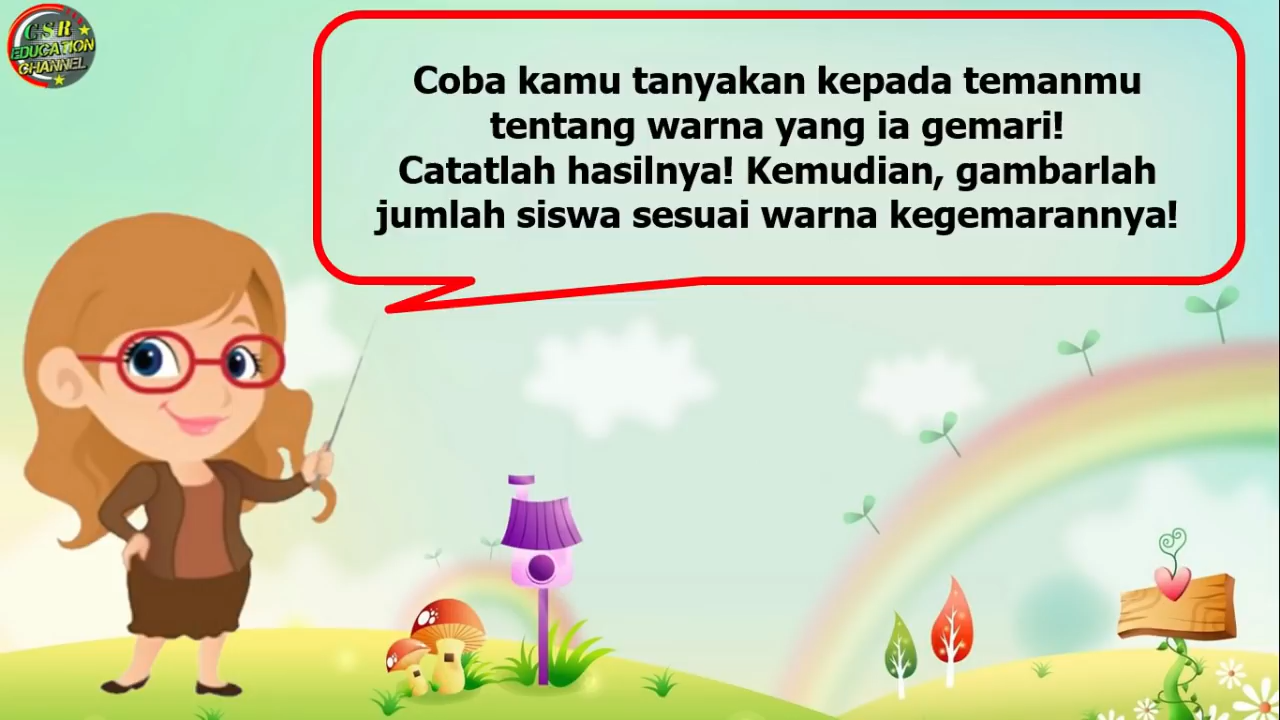 GSR
EDUCATION
CHANNEL
Coba kamu tanyakan kepada temanmu
tentang warna yang ia gemari!
Catatlah hasilnya! Kemudian, gambarlah
jumlah siswa sesuai warna kegemarannya!